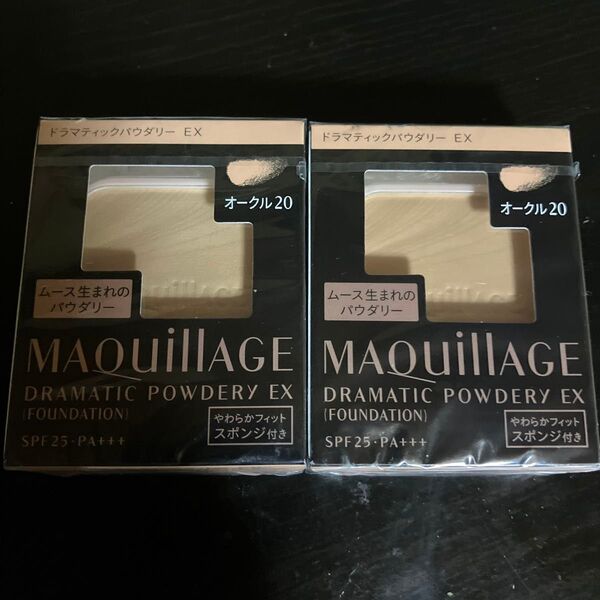 ドラマティックパウダリー EX
オークル20
ムース生まれの
パウダリー
MAQuillAGE
DRAMATIC POWDERY EX
(FOUNDATION)
やわらかフィット
スポンジ付き
SPF25・PA+++
ドラマティックパウダリー EX
オークル20
ムース生まれの
パウダリー
MAQuillAGE
DRAMATIC POWDERY EX
(FOUNDATION)
やわらかフィット
スポンジ付き
SPF25・PA+++